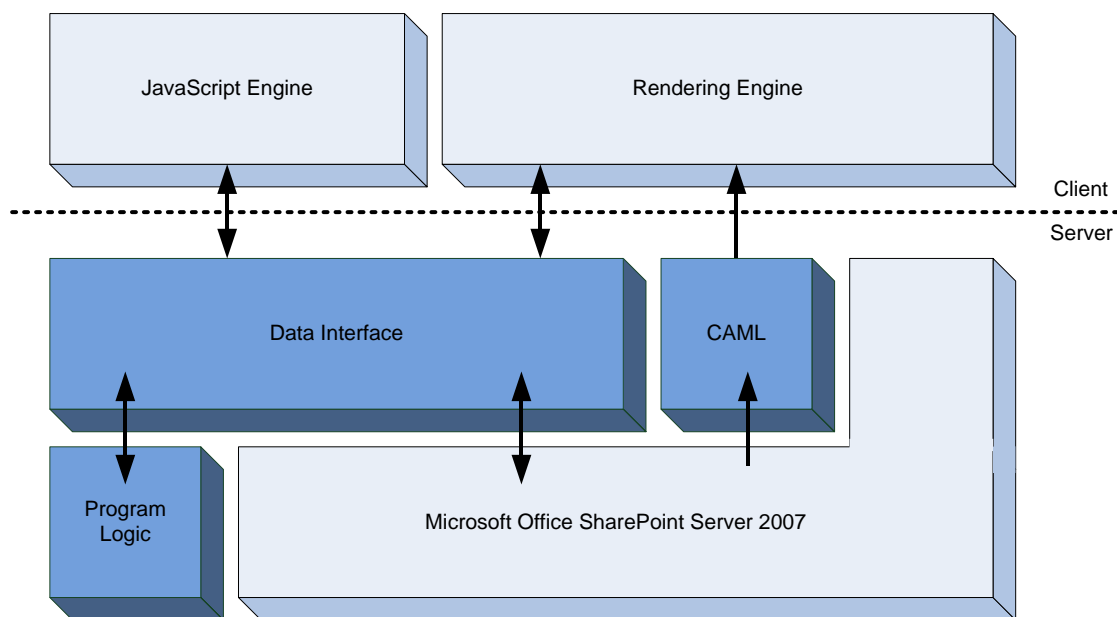 JavaScript Engine
Rendering Engine
Client
Server
Data Interface
CAML
Program
Logic
Microsoft Office SharePoint Server 2007